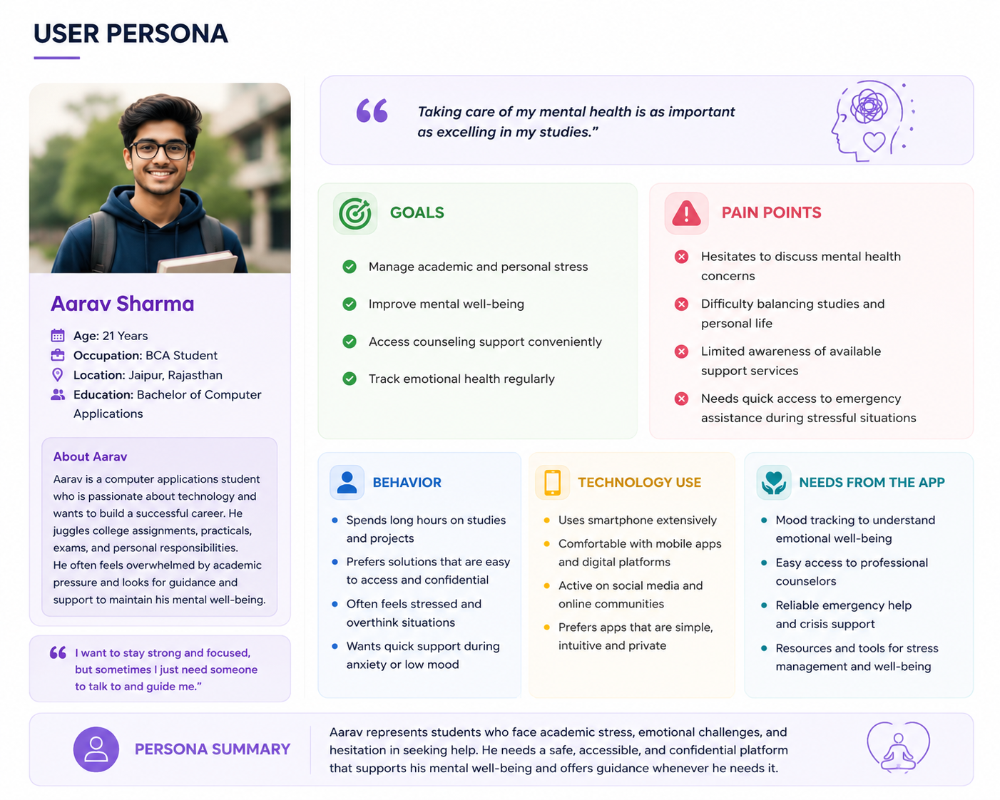 USER PERSONA
Aarav Sharma
Age: 21 Years
Occupation: BCA Student
Location: Jaipur, Rajasthan
Education: Bachelor of Computer
Applications
About Aarav
Aarav is a computer applications student
who is passionate about technology and
wants to build a successful career. He
juggles college assignments, practicals,
exams, and personal responsibilities.
He often feels overwhelmed by academic
pressure and looks for guidance and
support to maintain his mental well-being.
“ I want to stay strong and focused,
but sometimes I just need someone
to talk to and guide me.”
“ Taking care of my mental health is as important
as excelling in my studies.”
GOALS
Manage academic and personal stress
Improve mental well-being
Access counseling support conveniently
Track emotional health regularly
PAIN POINTS
Hesitates to discuss mental health
concerns
Difficulty balancing studies and
personal life
Limited awareness of available
support services
Needs quick access to emergency
assistance during stressful situations
BEHAVIOR
• Spends long hours on studies
and projects
• Prefers solutions that are easy
to access and confidential
• Often feels stressed and
overthink situations
• Wants quick support during
anxiety or low mood
TECHNOLOGY USE
• Uses smartphone extensively
• Comfortable with mobile apps
and digital platforms
• Active on social media and
online communities
• Prefers apps that are simple,
intuitive and private
NEEDS FROM THE APP
• Mood tracking to understand
emotional well-being
• Easy access to professional
counselors
• Reliable emergency help
and crisis support
• Resources and tools for stress
management and well-being
PERSONA SUMMARY
Aarav represents students who face academic stress, emotional challenges, and
hesitation in seeking help. He needs a safe, accessible, and confidential platform
that supports his mental well-being and offers guidance whenever he needs it.